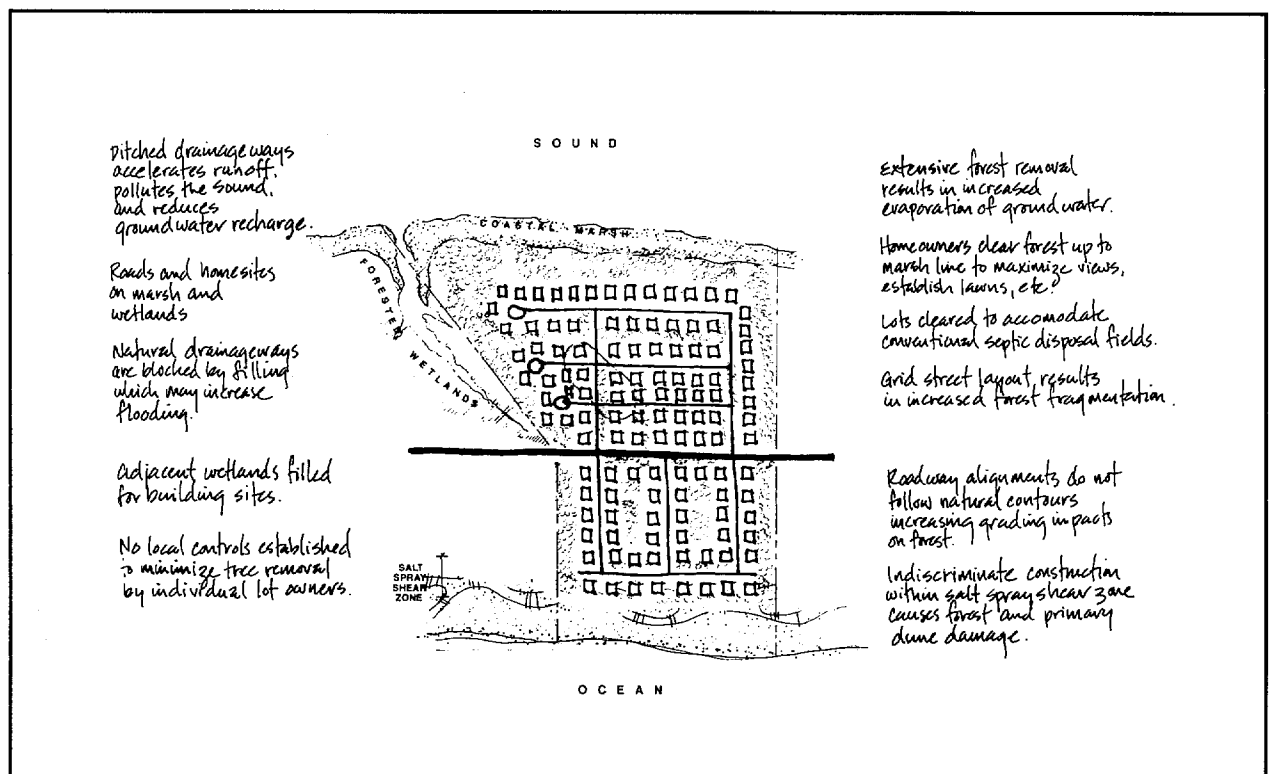 SOUND
Ditched drainageways
accelerates runoff,
pollutes the sound,
and reduces
groundwater recharge.
Roads and homesites
on marsh and
wetlands
Natural drainageways
are blocked by filling
which may increase
flooding.
Adjacent wetlands filled
for building sites.
No local controls established
to minimize tree removal
by individual lot owners.
COASTAL MARSH
FORESTED WETLANDS
SALT
SPRAY
SHEAR
ZONE
Extensive forest removal
results in increased
evaporation of groundwater.
Homeowners clear forest up to
marsh line to maximize views,
establish lawns, etc.
Lots cleared to accomodate
conventional septic disposal fields.
Grid street layout, results
in increased forest fragmentation.
Roadway alignments do not
follow natural contours
increasing grading impacts
on forest.
Indiscriminate construction
within salt spray shear zone
causes forest and primary
dune damage.
OCEAN